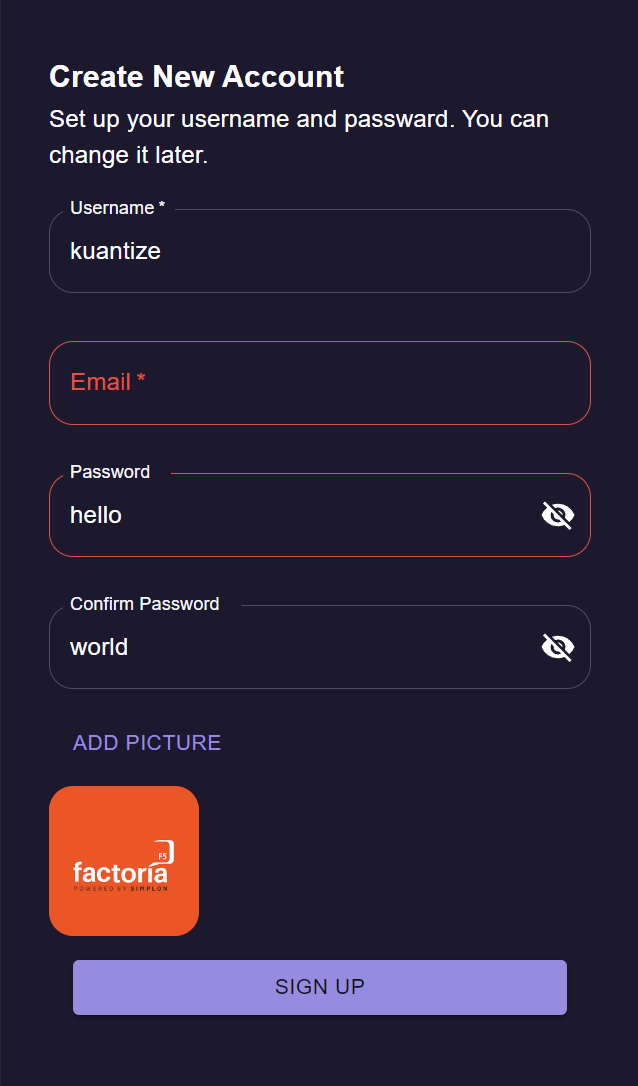 Create New Account
Set up your username and passward. You can
change it later.
Username *
kuantize
Email *
Password
hello
Confirm Password
world
ADD PICTURE
F5
factoría
POWERED BY SIMPLON
SIGN UP